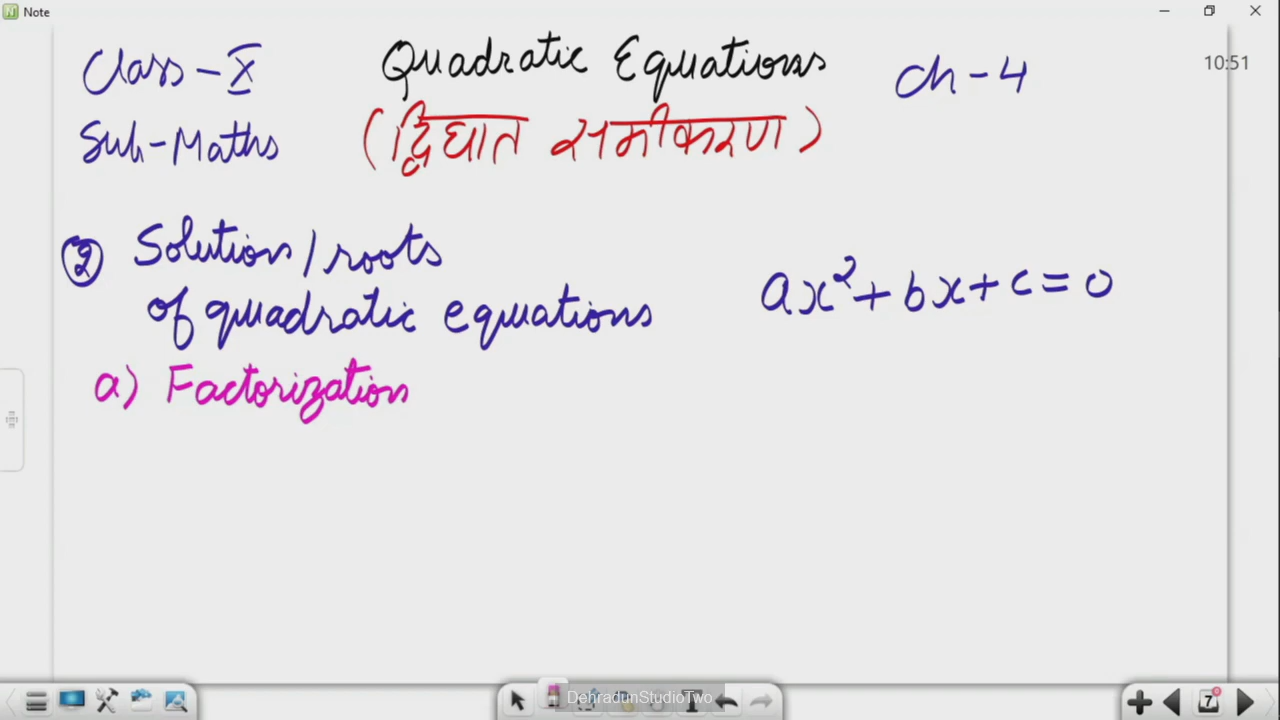 Note
Class - X Quadratic Equations Ch - 4
10:51
Sub - Maths (द्विघात समीकरण)
② Solution / roots
of quadratic equations ax² + bx + c = 0
a) Factorization
DehradunStudioTwo
7